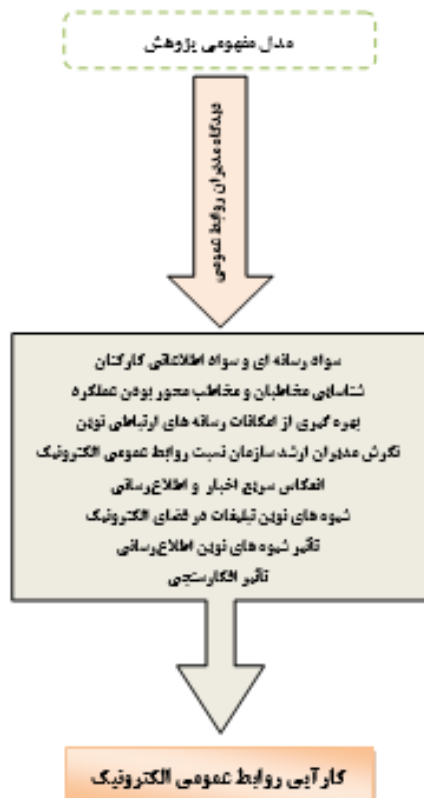 مدل مفهومی پژوهش
دیدگاه مدیران روابط عمومی
سواد رسانه ای و سواد اطلاعاتی کارکنان
شناسایی مخاطبان و مخاطب محور بودن عملکرد
بهره گیری از امکانات رسانه های ارتباطی نوین
نگرش مدیران ارشد سازمان نسبت روابط عمومی الکترونیک
انعکاس سریع اخبار و اطلاع‌رسانی
شیوه های نوین تبلیغات در فضای الکترونیک
تأثیر شیوه های نوین اطلاع‌رسانی
تأثیر افکارسنجی
کارآیی روابط عمومی الکترونیک